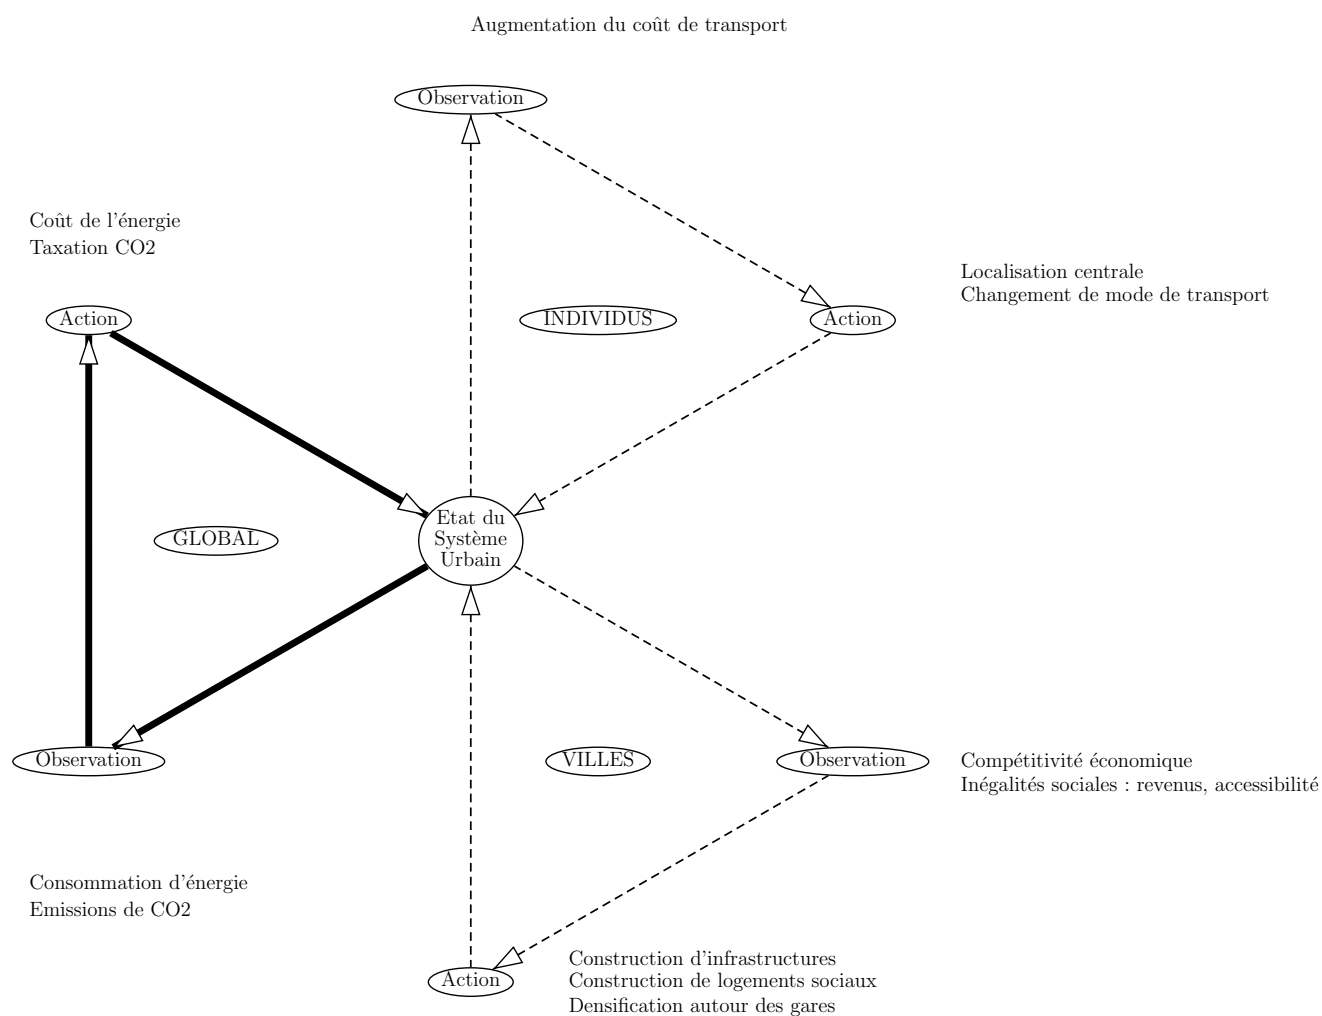 Augmentation du coût de transport
Observation
Coût de l'énergie
Taxation CO2
Localisation centrale
Changement de mode de transport
Action
INDIVIDUS
Action
Etat du
Système
Urbain
GLOBAL
Observation
VILLES
Observation
Compétitivité économique
Inégalités sociales : revenus, accessibilité
Consommation d'énergie
Emissions de CO2
Action
Construction d'infrastructures
Construction de logements sociaux
Densification autour des gares